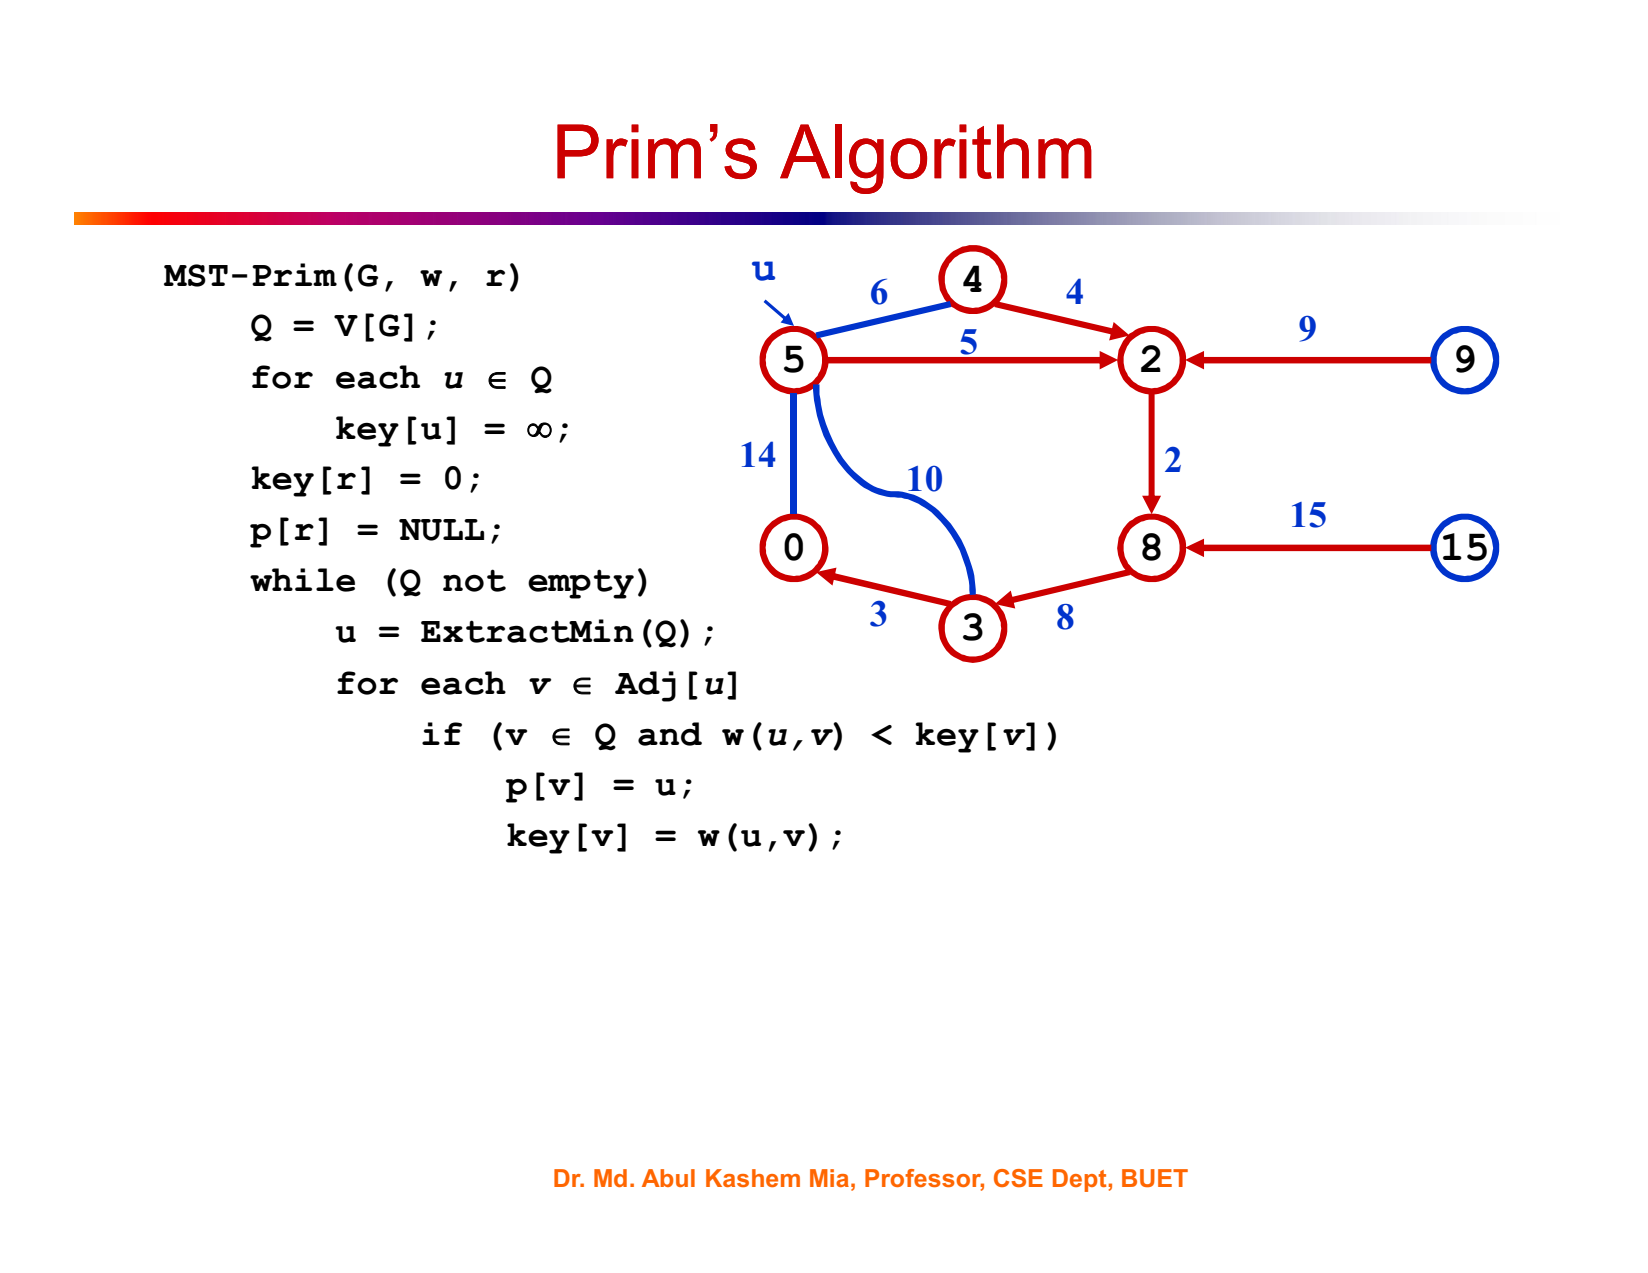 Prim’s Algorithm
MST-Prim(G, w, r)
Q = V[G];
for each u ∈ Q
key[u] = ∞;
key[r] = 0;
p[r] = NULL;
while (Q not empty)
u = ExtractMin(Q);
for each v ∈ Adj[u]
if (v ∈ Q and w(u,v) < key[v])
p[v] = u;
key[v] = w(u,v);
u
6
4
4
5
5
2
9
9
14
10
2
0
8
15
15
3
3
8
Dr. Md. Abul Kashem Mia, Professor, CSE Dept, BUET